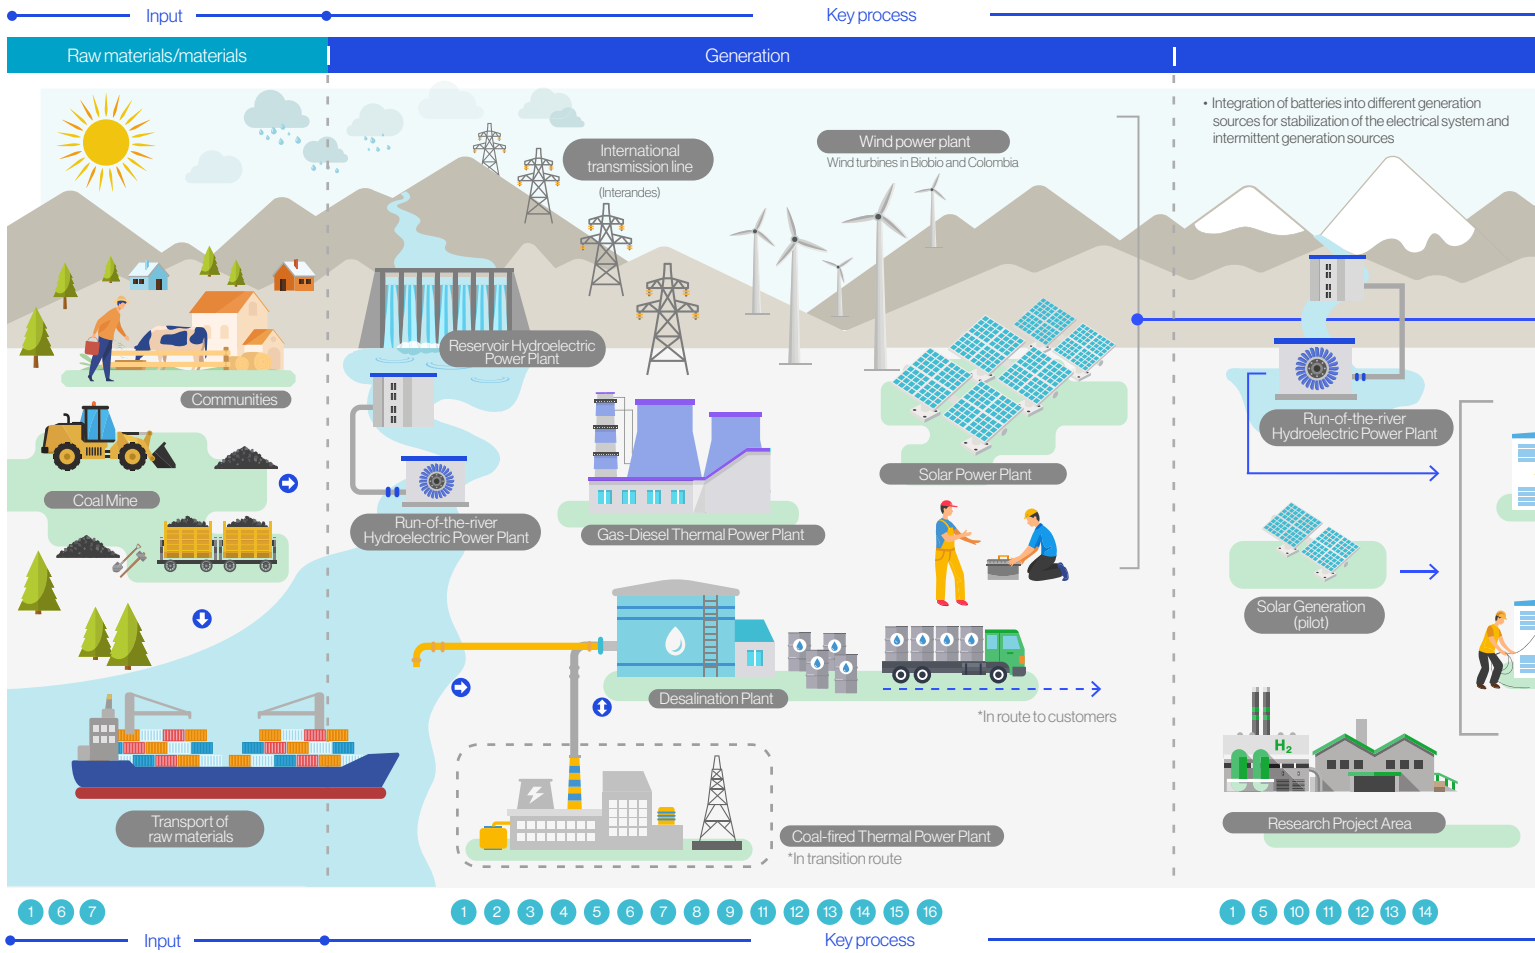 Input
Key process
Raw materials/materials
Generation
• Integration of batteries into different generation
sources for stabilization of the electrical system and
intermittent generation sources
International
transmission line
(Interandes)
Wind power plant
Wind turbines in Biobio and Colombia
Reservoir Hydroelectric
Power Plant
Communities
Run-of-the-river
Hydroelectric Power Plant
Solar Power Plant
Coal Mine
Run-of-the-river
Hydroelectric Power Plant
Gas-Diesel Thermal Power Plant
Solar Generation
(pilot)
Desalination Plant
*In route to customers
H2
Transport of
raw materials
Coal-fired Thermal Power Plant
*In transition route
Research Project Area
1 6 7
1 2 3 4 5 6 7 8 9 11 12 13 14 15 16
1 5 10 11 12 13 14
Input
Key process